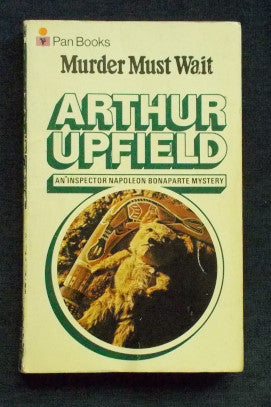 Pan Books
Murder Must Wait
ARTHUR
UPFIELD
AN INSPECTOR NAPOLEON BONAPARTE MYSTERY